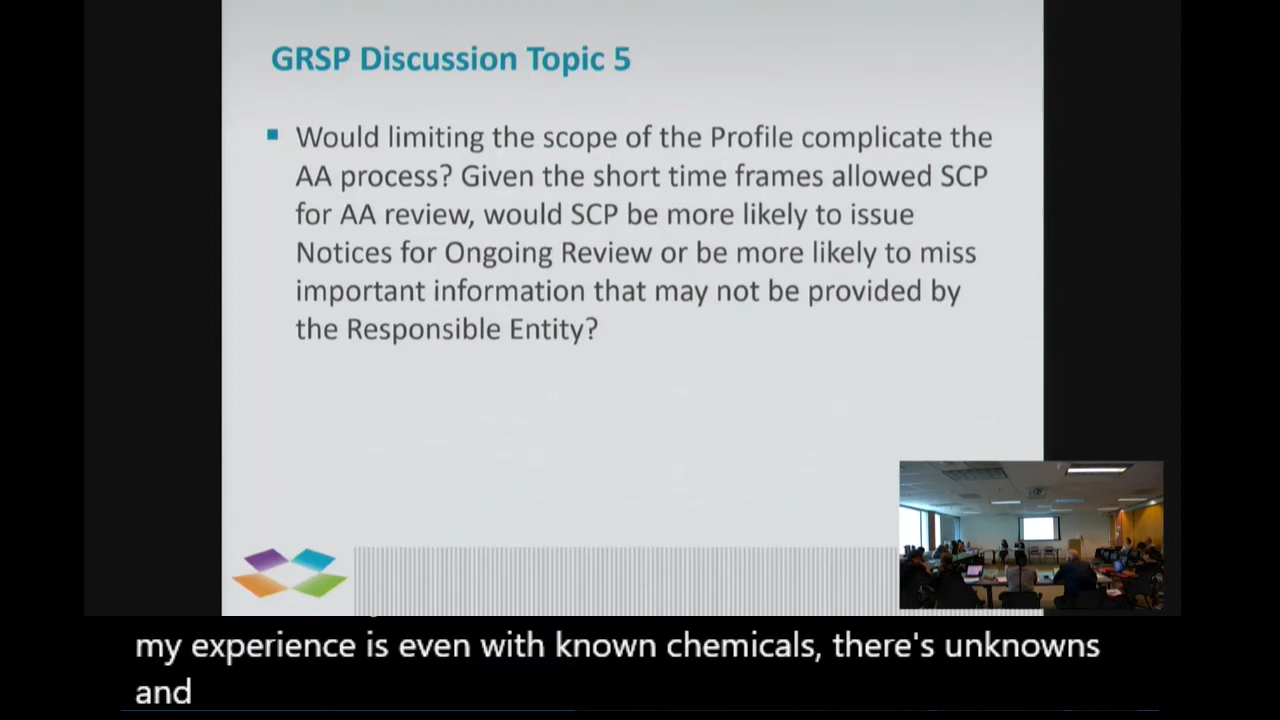 GRSP Discussion Topic 5
Would limiting the scope of the Profile complicate the
AA process? Given the short time frames allowed SCP
for AA review, would SCP be more likely to issue
Notices for Ongoing Review or be more likely to miss
important information that may not be provided by
the Responsible Entity?
my experience is even with known chemicals, there's unknowns
and